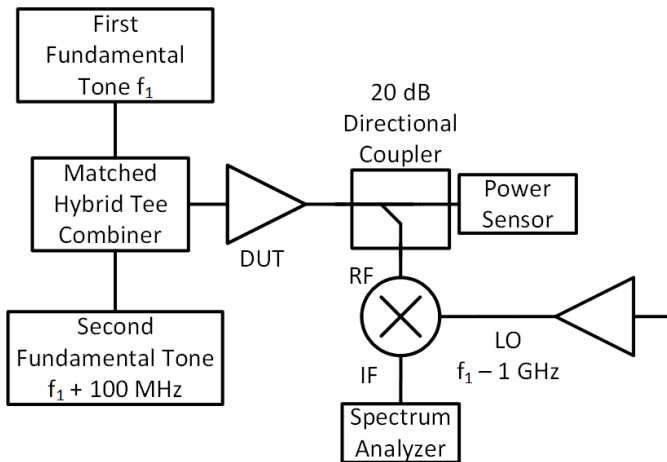 First
Fundamental
Tone f₁
20 dB
Directional
Coupler
Matched
Hybrid Tee
Combiner
Power
Sensor
DUT
RF
LO
f₁ – 1 GHz
IF
Second
Fundamental Tone
f₁ + 100 MHz
Spectrum
Analyzer